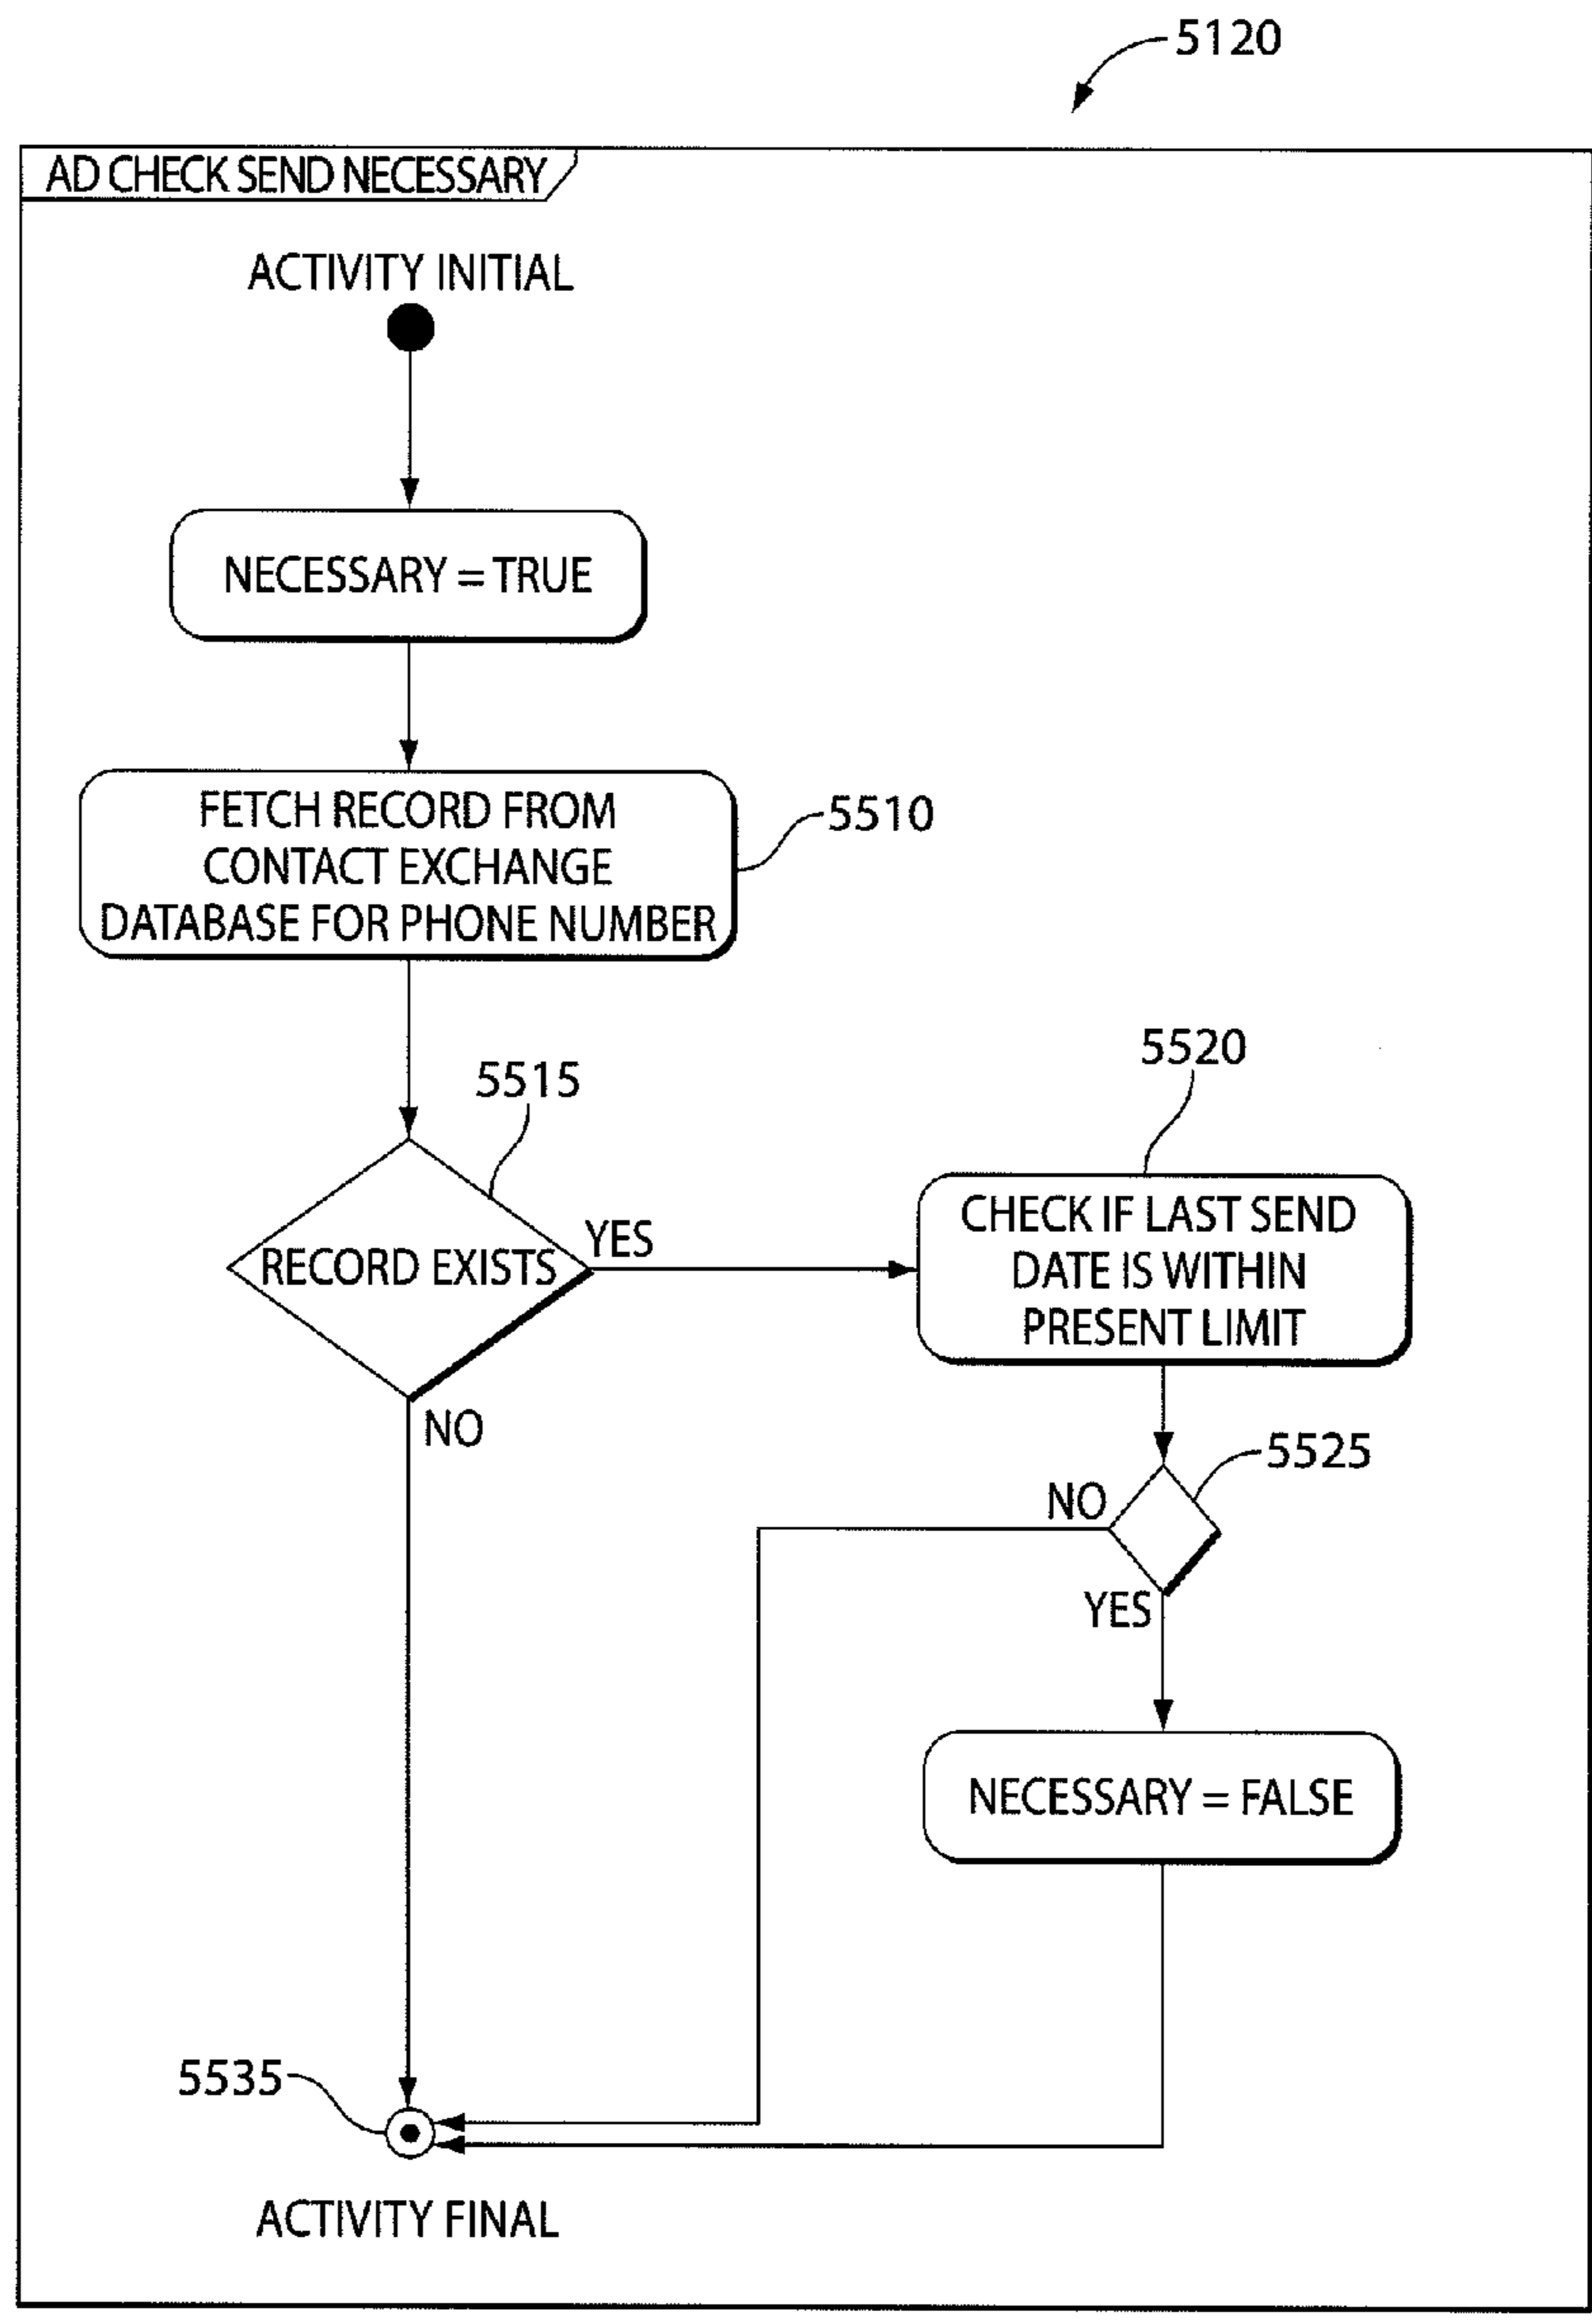 5120
AD CHECK SEND NECESSARY
ACTIVITY INITIAL
NECESSARY = TRUE
FETCH RECORD FROM
CONTACT EXCHANGE
DATABASE FOR PHONE NUMBER
5510
5515
RECORD EXISTS
YES
NO
5520
CHECK IF LAST SEND
DATE IS WITHIN
PRESENT LIMIT
5525
NO
YES
NECESSARY = FALSE
5535
ACTIVITY FINAL